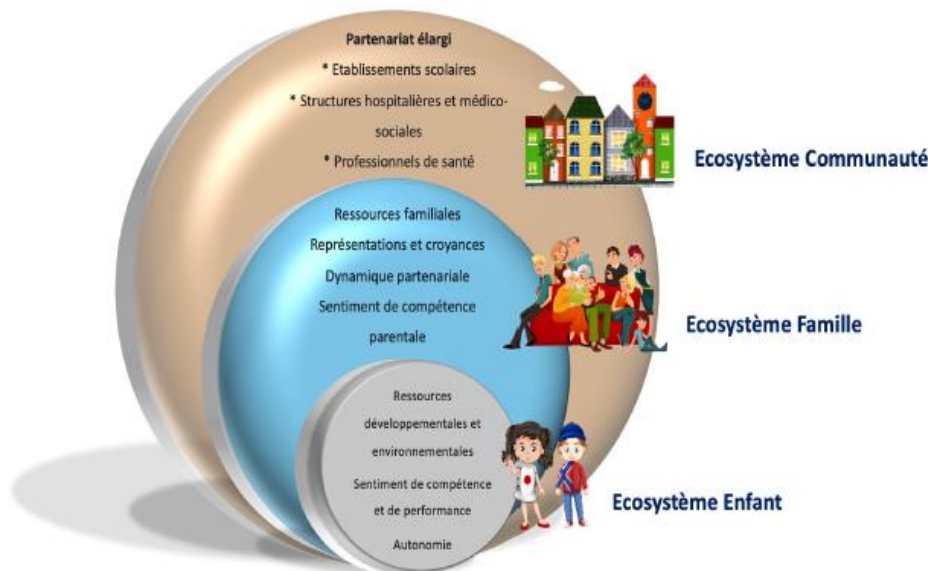 Partenariat élargi
* Etablissements scolaires
* Structures hospitalières et médico-
sociales
* Professionnels de santé
Ecosystème Communauté
Ressources familiales
Représentations et croyances
Dynamique partenariale
Sentiment de compétence
parentale
Ecosystème Famille
Ressources
développementales et
environnementales
Sentiment de compétence
et de performance
Autonomie
Ecosystème Enfant